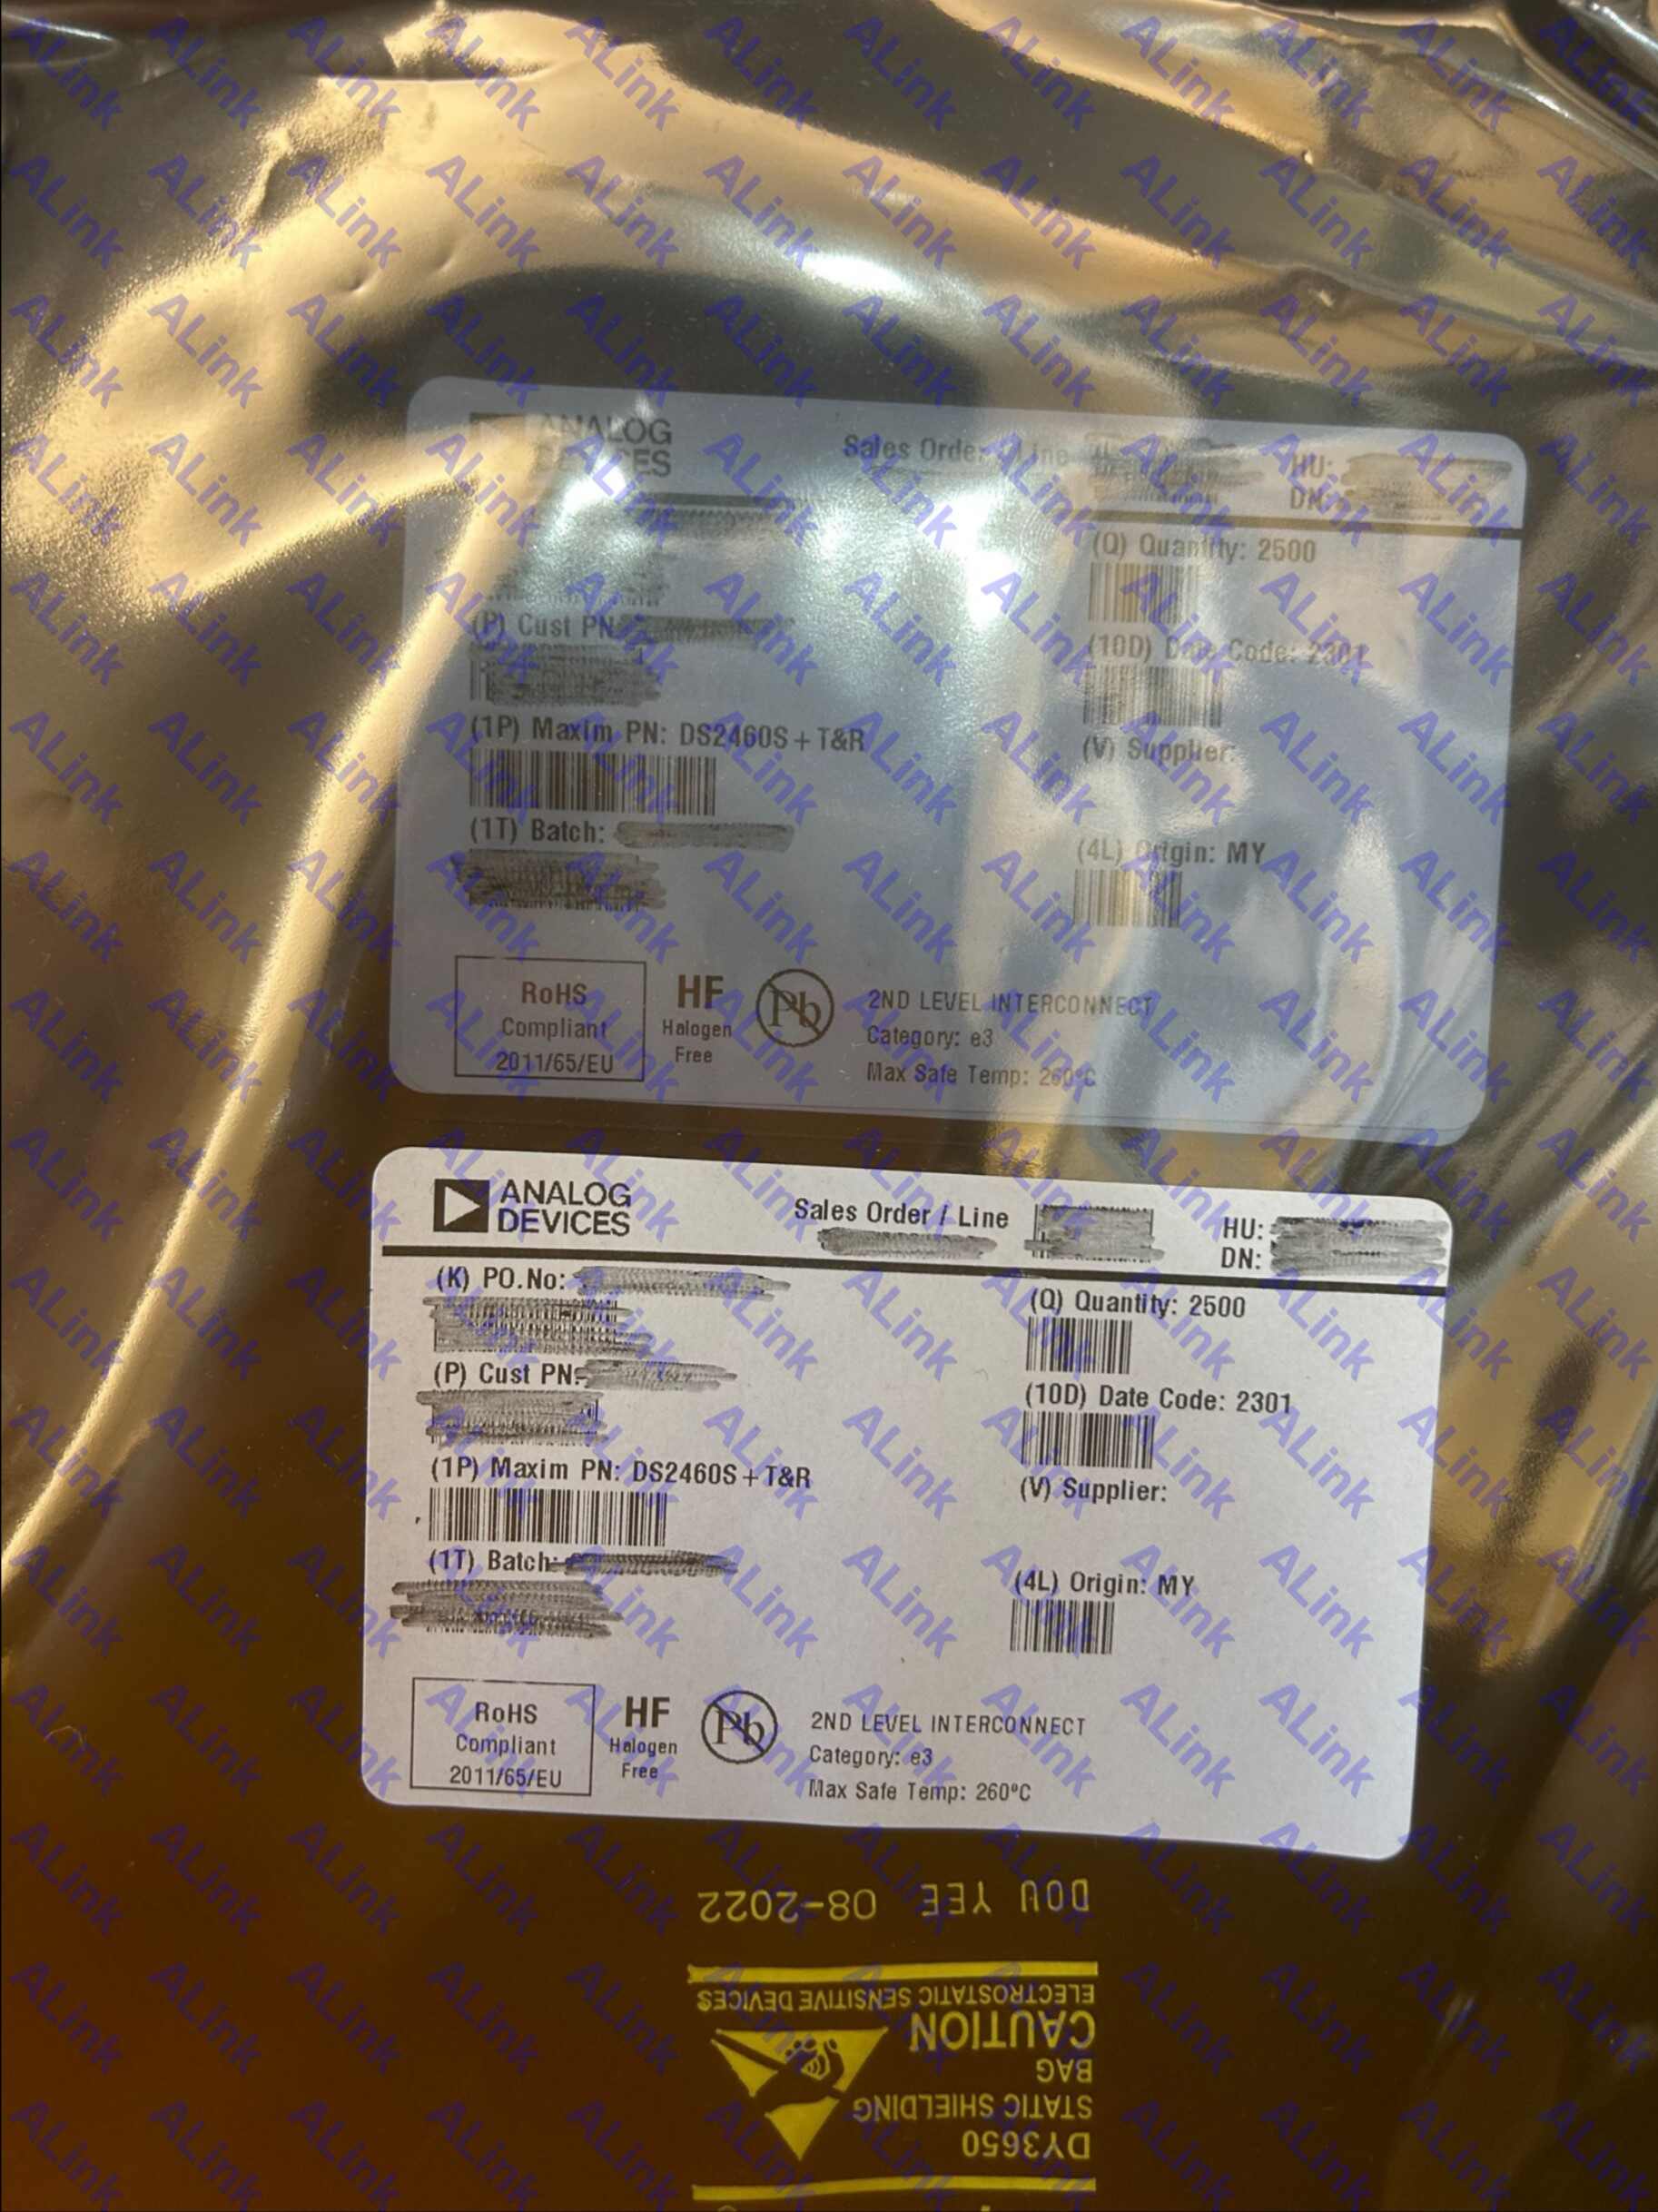 ANALOG
DEVICES
Sales Order / Line
HU:
DN:
(Q) Quantity: 2500
(P) Cust PN
(10D) Date Code: 2301
(1P) Maxim PN: DS2460S+T&R
(V) Supplier:
(1T) Batch:
(4L) Origin: MY
RoHS
Compliant
2011/65/EU
HF
Halogen
Free
Pb
2ND LEVEL INTERCONNECT
Category: e3
Max Safe Temp: 260ºC
ANALOG
DEVICES
Sales Order / Line
HU:
DN:
(K) PO.No:
(Q) Quantity: 2500
(P) Cust PN:
(10D) Date Code: 2301
(1P) Maxim PN: DS2460S+T&R
(V) Supplier:
(1T) Batch:
(4L) Origin: MY
RoHS
Compliant
2011/65/EU
HF
Halogen
Free
Pb
2ND LEVEL INTERCONNECT
Category: e3
Max Safe Temp: 260ºC
DOU YEE 08-2022
ELECTROSTATIC SENSITIVE DEVICES
CAUTION
BAG
STATIC SHIELDING
DY3650
ALink